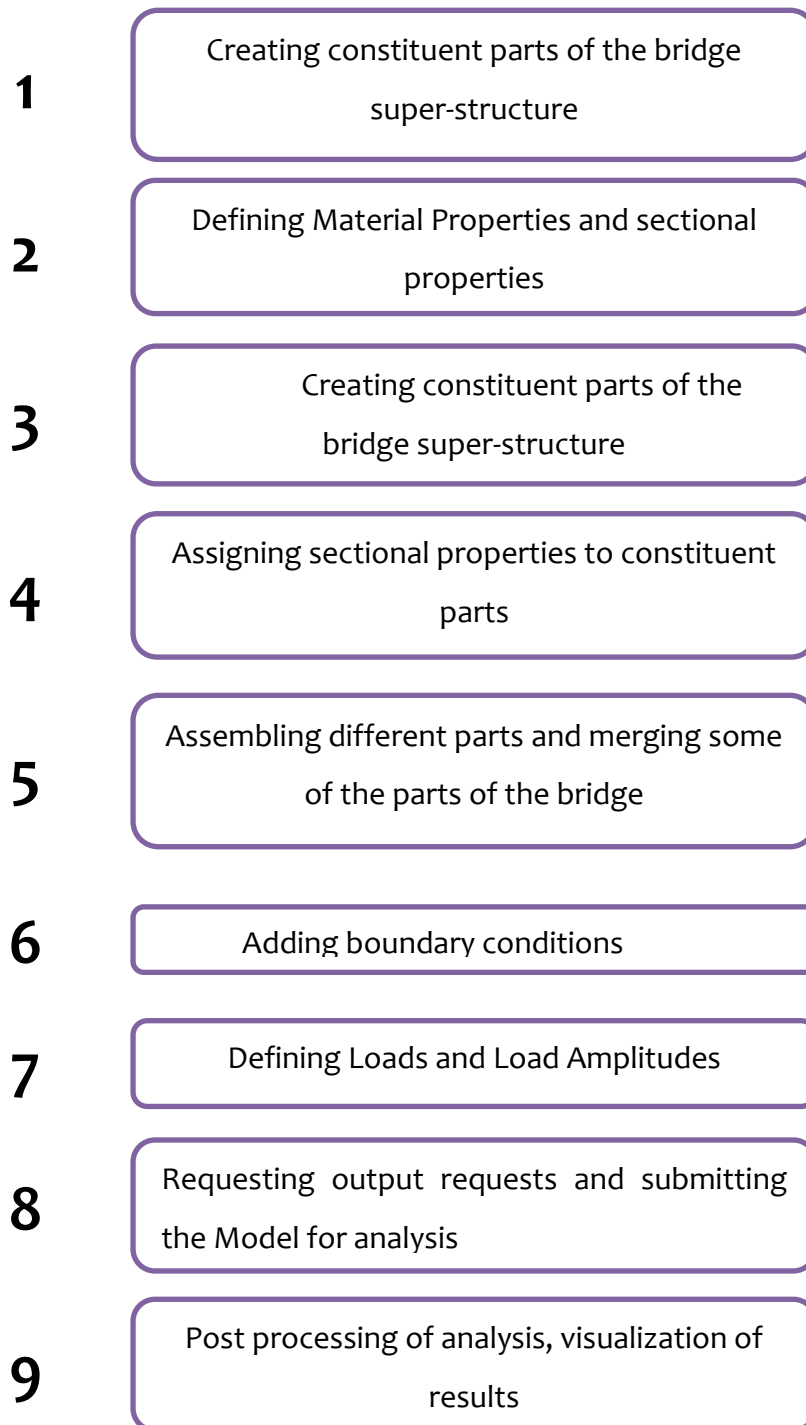 1
Creating constituent parts of the bridge
super-structure
2
Defining Material Properties and sectional
properties
3
Creating constituent parts of the
bridge super-structure
4
Assigning sectional properties to constituent
parts
5
Assembling different parts and merging some
of the parts of the bridge
6
Adding boundary conditions
7
Defining Loads and Load Amplitudes
8
Requesting output requests and submitting
the Model for analysis
9
Post processing of analysis, visualization of
results